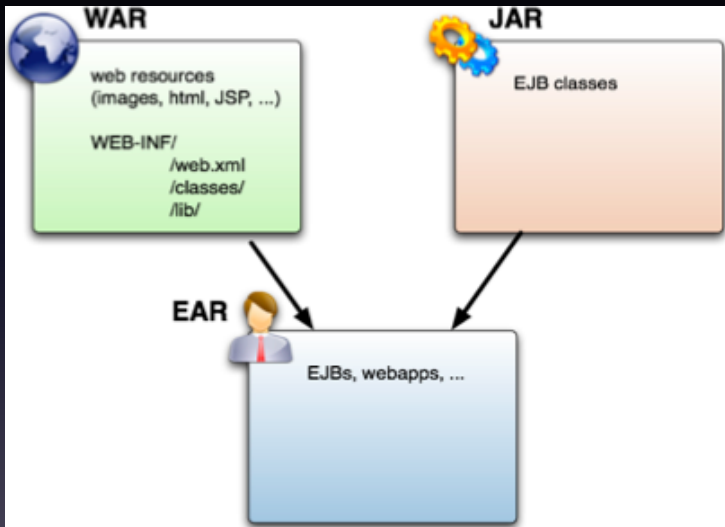 WAR
web resources
(images, html, JSP, ...)
WEB-INF/
/web.xml
/classes/
/lib/
JAR
EJB classes
EAR
EJBs, webapps, ...